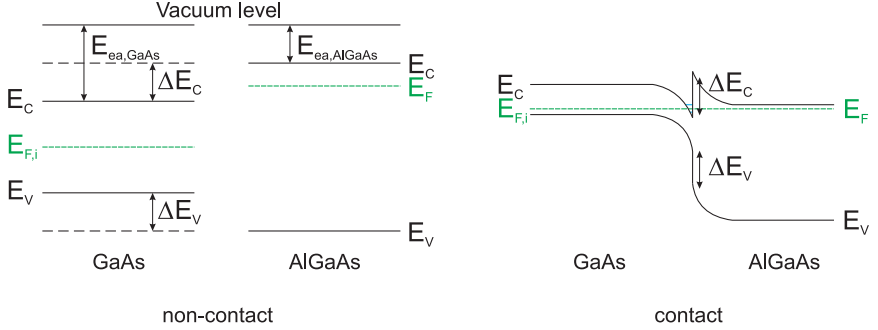 Vacuum level
E_ea,GaAs
E_ea,AlGaAs
ΔE_C
E_C
E_C
E_F
E_F,i
E_V
ΔE_V
E_V
GaAs
AlGaAs
non-contact
E_C
ΔE_C
E_F,i
E_F
ΔE_V
E_V
GaAs
AlGaAs
contact